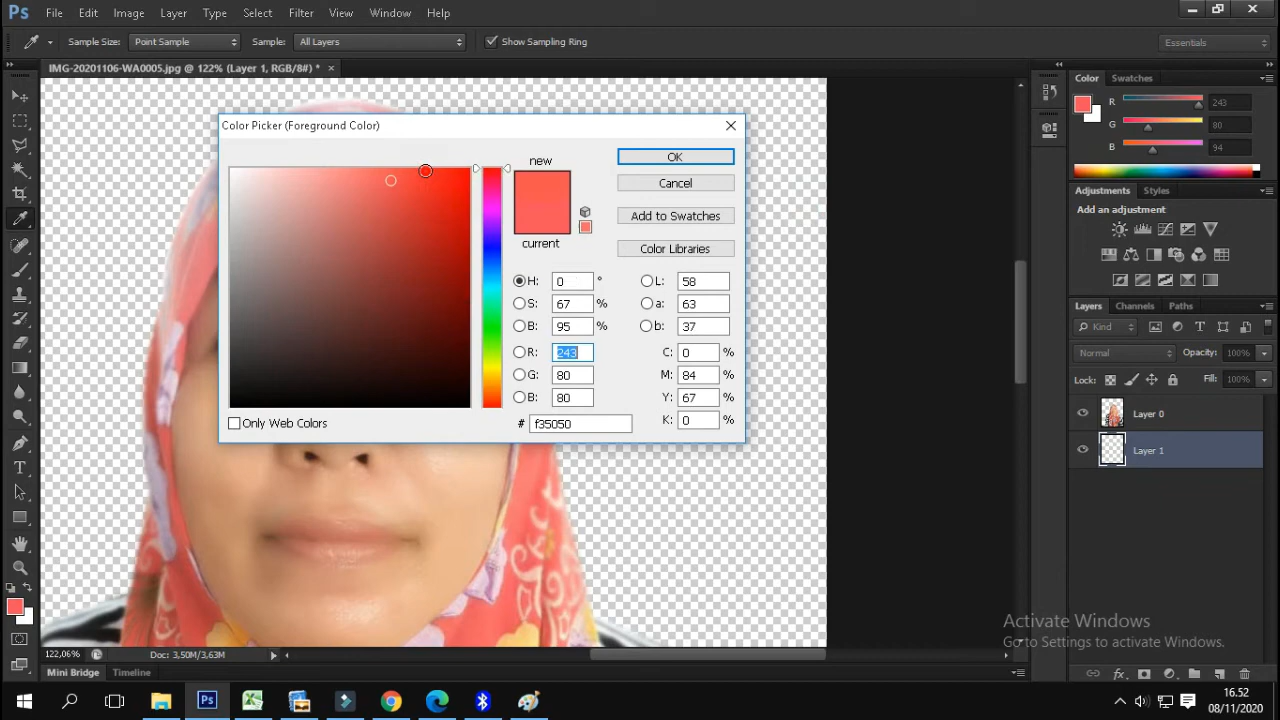 Ps File Edit Image Layer Type Select Filter View Window Help
Sample Size: Point Sample Sample: All Layers Show Sampling Ring Essentials
IMG-20201106-WA0005.jpg @ 122% (Layer 1, RGB/8#) * ×
Color Swatches
R 243
G 80
B 94
Adjustments Styles
Add an adjustment
Layers Channels Paths
Kind
Normal Opacity: 100%
Lock: Fill: 100%
Layer 0
Layer 1
Color Picker (Foreground Color)
new
current
OK
Cancel
Add to Swatches
Color Libraries
H: 0 ° L: 58
S: 67 % a: 63
B: 95 % b: 37
R: 243 C: 0 %
G: 80 M: 84 %
B: 80 Y: 67 %
# f35050 K: 0 %
Only Web Colors
Activate Windows
Go to Settings to activate Windows.
122,06% Doc: 3,50M/3,63M
Mini Bridge Timeline
fx
Ps
16.52
08/11/2020